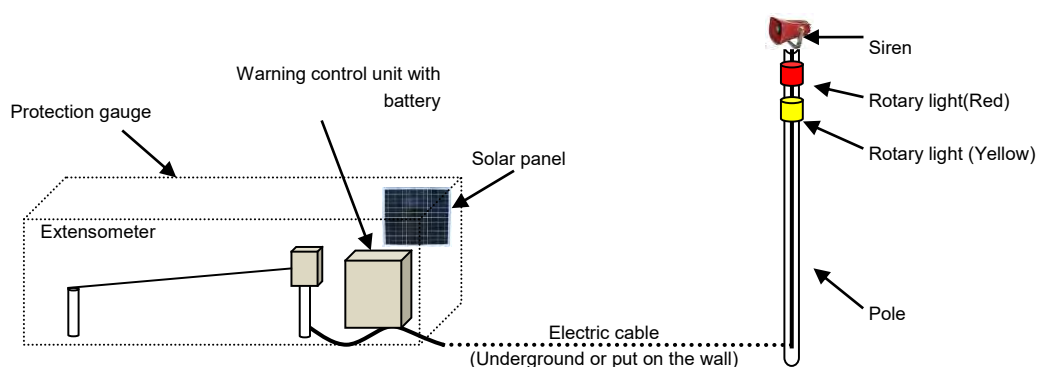 Siren
Warning control unit with
battery
Rotary light(Red)
Protection gauge
Rotary light (Yellow)
Solar panel
Extensometer
Pole
Electric cable
(Underground or put on the wall)